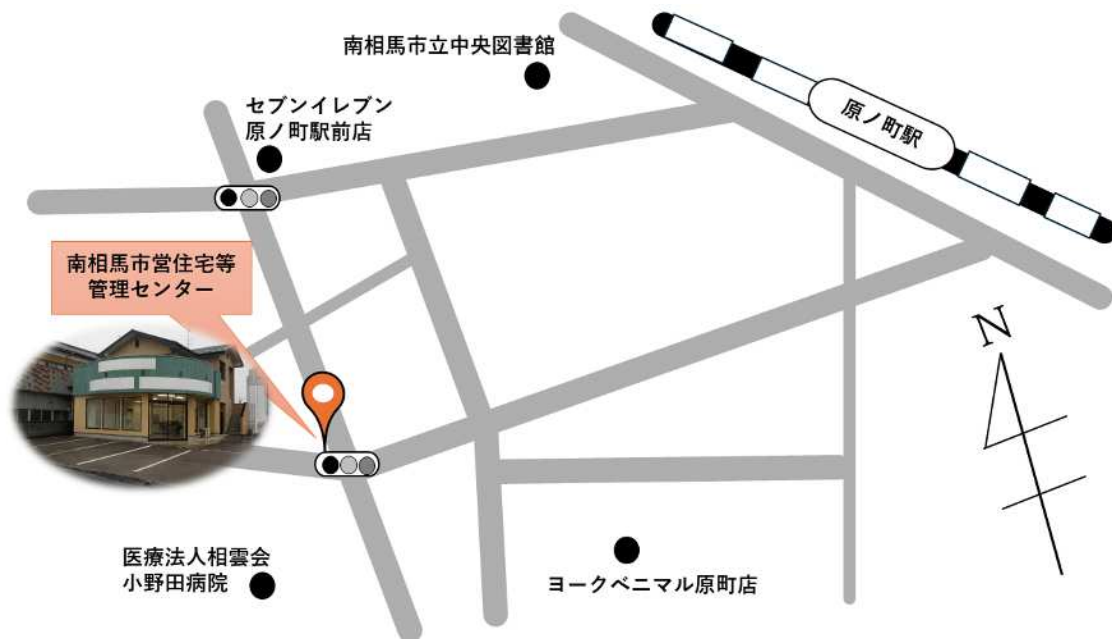 南相馬市立中央図書館
原ノ町駅
セブンイレブン
原ノ町駅前店
南相馬市営住宅等
管理センター
N
医療法人相雲会
小野田病院
ヨークベニマル原町店